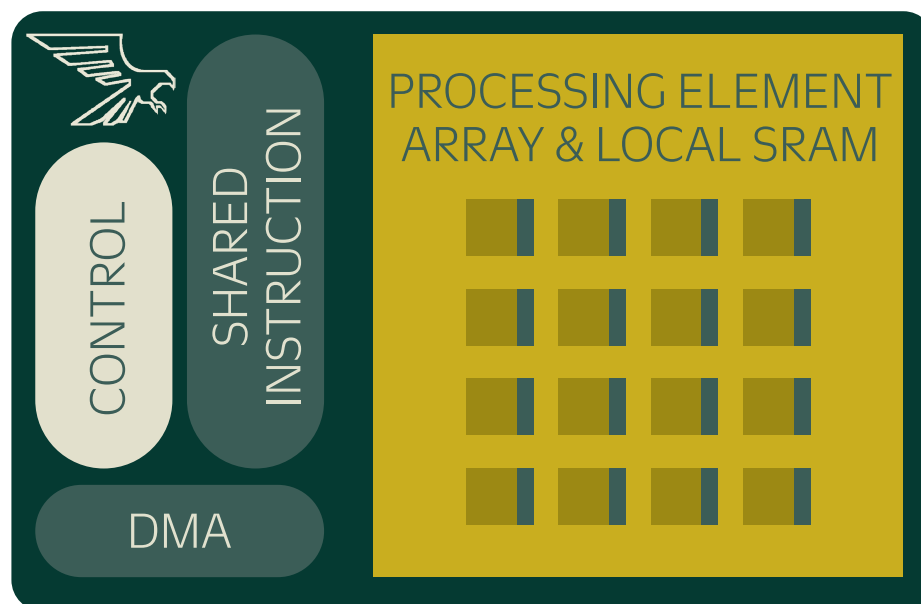 CONTROL
SHARED
INSTRUCTION
DMA
PROCESSING ELEMENT
ARRAY & LOCAL SRAM